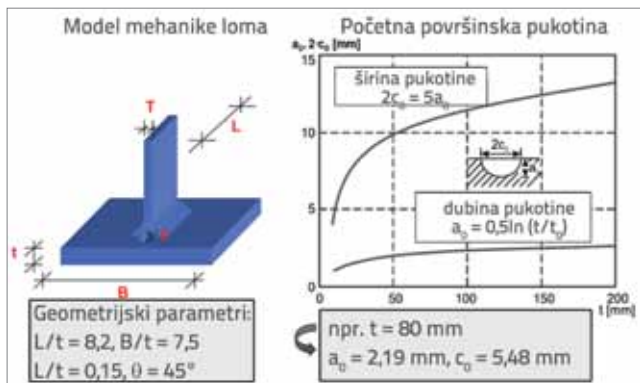 Model mehanike loma
T
L
t
B
θ
Geometrijski parametri:
L/t = 8,2, B/t = 7,5
L/t = 0,15, θ = 45°
Početna površinska pukotina
a₀, 2 c₀ [mm]
15
10
5
0
0 50 100 150 200
t [mm]
širina pukotine
2c₀ = 5a₀
2c₀
dubina pukotine
a₀ = 0,5ln (t/t₀)
npr. t = 80 mm
a₀ = 2,19 mm, c₀ = 5,48 mm